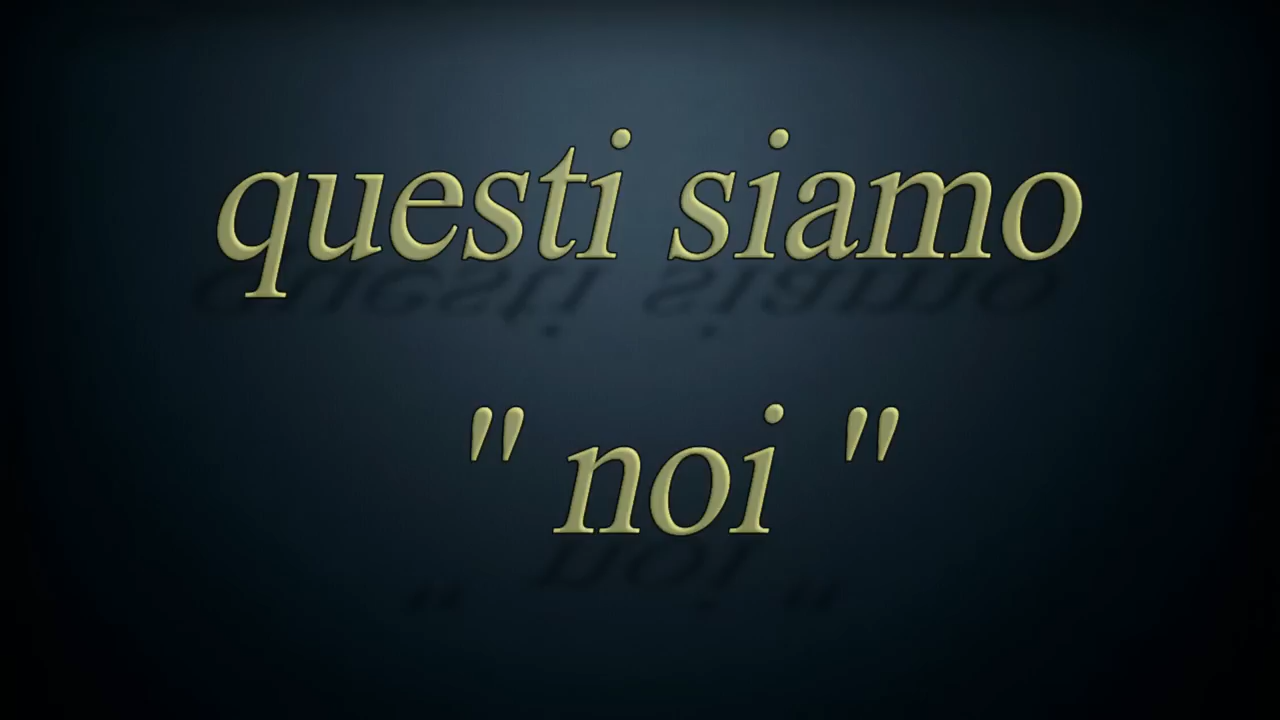 questi siamo
" noi "